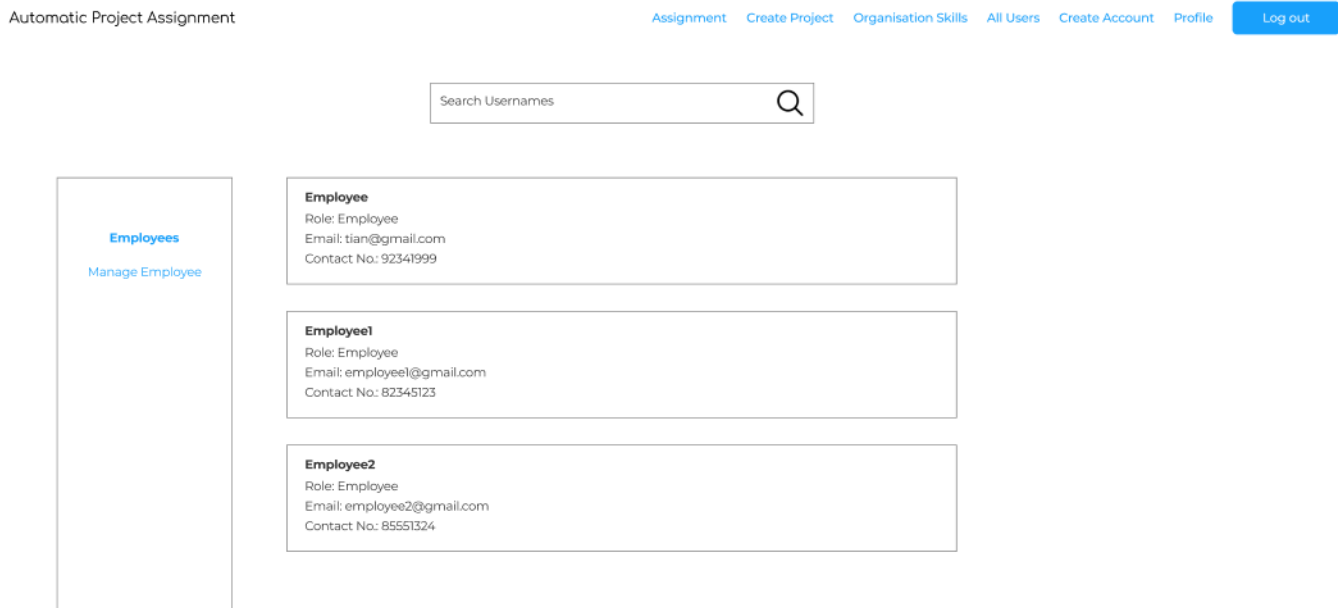 Automatic Project Assignment
Assignment Create Project Organisation Skills All Users Create Account Profile Log out
Search Usernames
Employees
Manage Employee
Employee
Role: Employee
Email: tian@gmail.com
Contact No.: 92341999
Employee1
Role: Employee
Email: employee1@gmail.com
Contact No.: 82345123
Employee2
Role: Employee
Email: employee2@gmail.com
Contact No.: 85551324